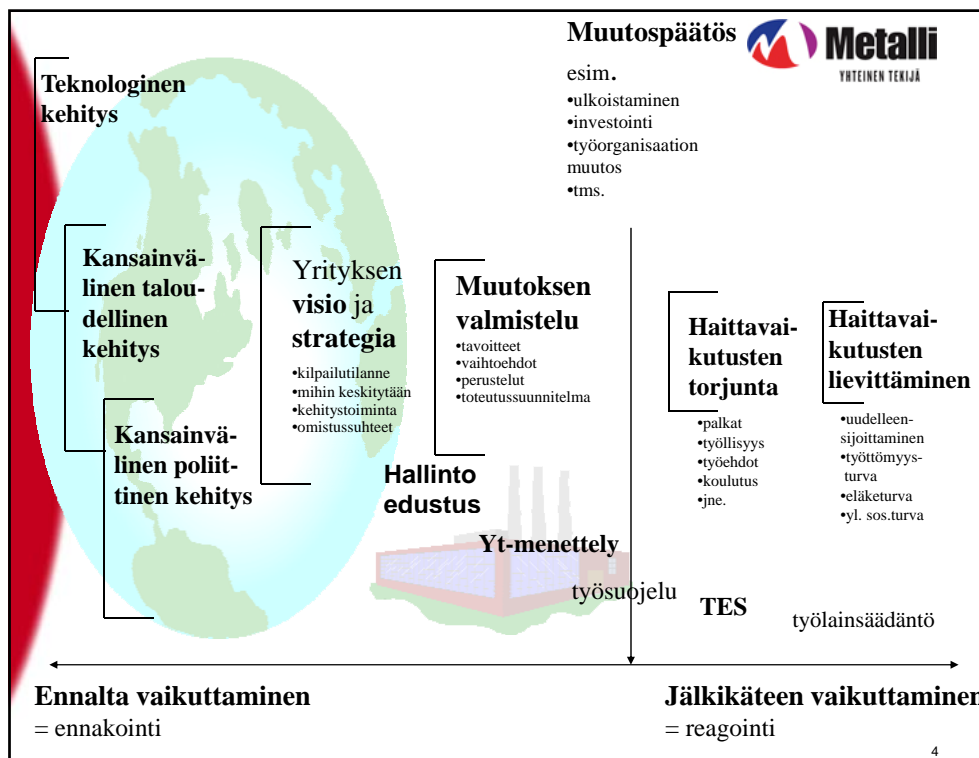 Muutospäätös
esim.
•ulkoistaminen
•investointi
•työorganisaation
muutos
•tms.
Metalli
YHTEINEN TEKIJÄ
Teknologinen
kehitys
Kansainvä-
linen talou-
dellinen
kehitys
Kansainvä-
linen poliit-
tinen kehitys
Yrityksen
visio ja
strategia
•kilpailutilanne
•mihin keskitytään
•kehitystoiminta
•omistussuhteet
Muutoksen
valmistelu
•tavoitteet
•vaihtoehdot
•perustelut
•toteutussuunnitelma
Hallinto
edustus
Yt-menettely
työsuojelu
Haittavai-
kutusten
torjunta
•palkat
•työllisyys
•työehdot
•koulutus
•jne.
Haittavai-
kutusten
lievittäminen
•uudelleen-
sijoittaminen
•työttömyys-
turva
•eläketurva
•yl. sos.turva
TES
työlainsäädäntö
Ennalta vaikuttaminen
= ennakointi
Jälkikäteen vaikuttaminen
= reagointi
4